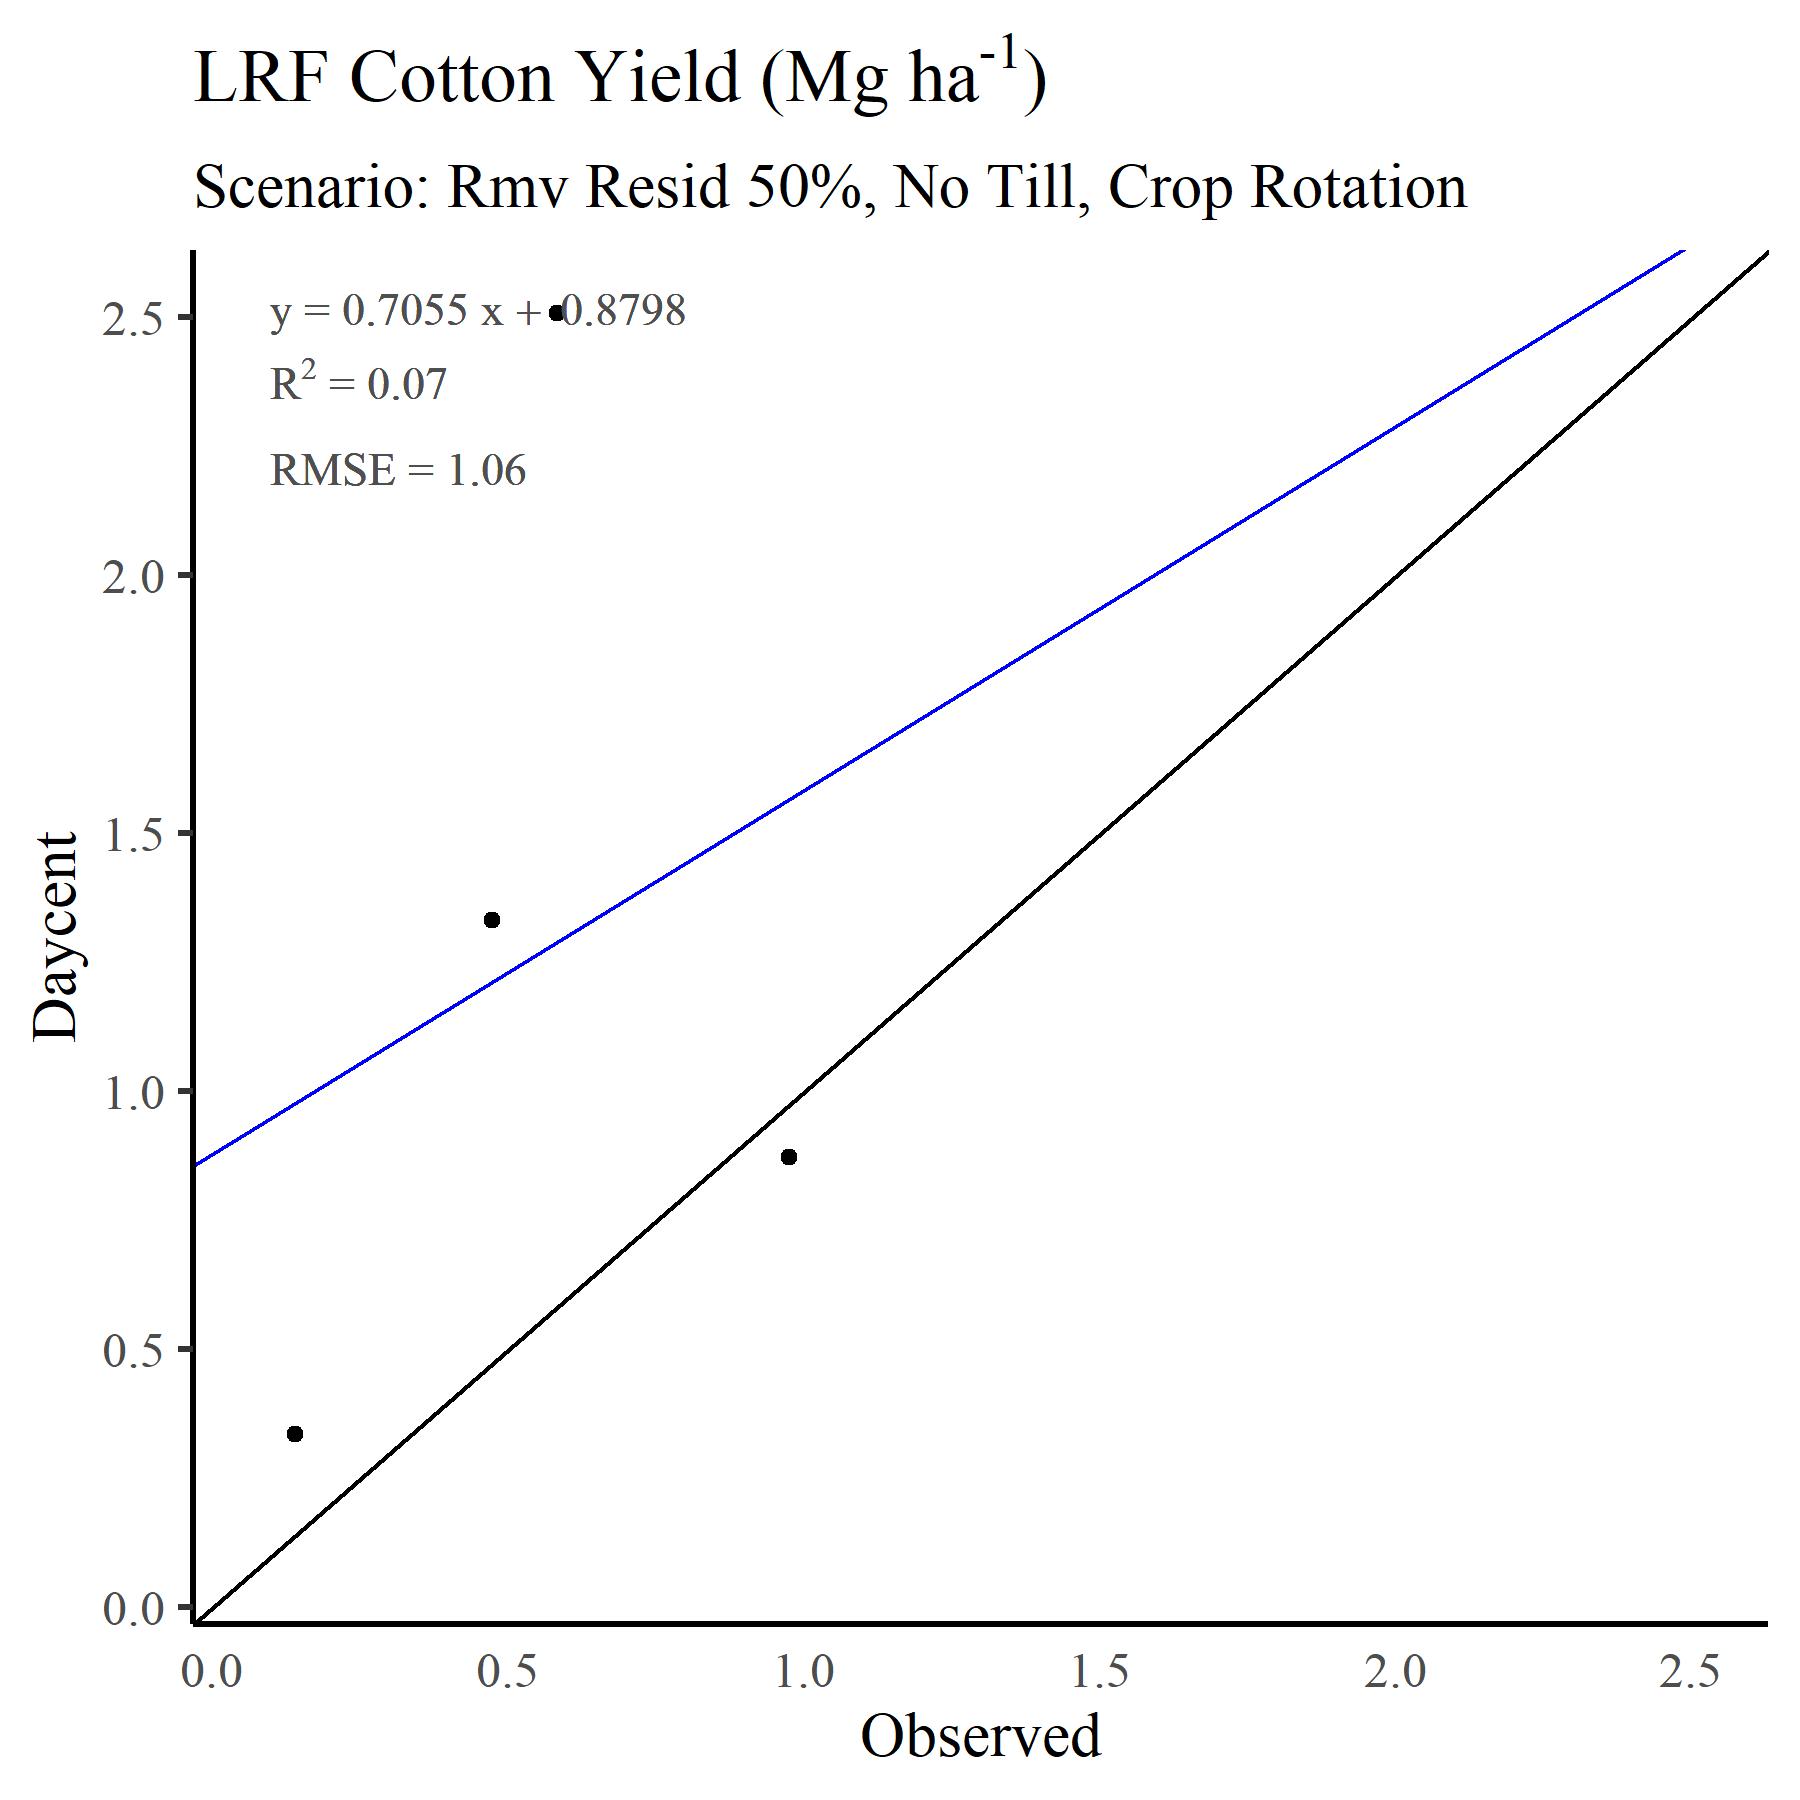 LRF Cotton Yield (Mg ha⁻¹)
Scenario: Rmv Resid 50%, No Till, Crop Rotation
y = 0.7055 x + 0.8798
R² = 0.07
RMSE = 1.06
2.5
2.0
1.5
1.0
0.5
0.0
Daycent
0.0 0.5 1.0 1.5 2.0 2.5
Observed